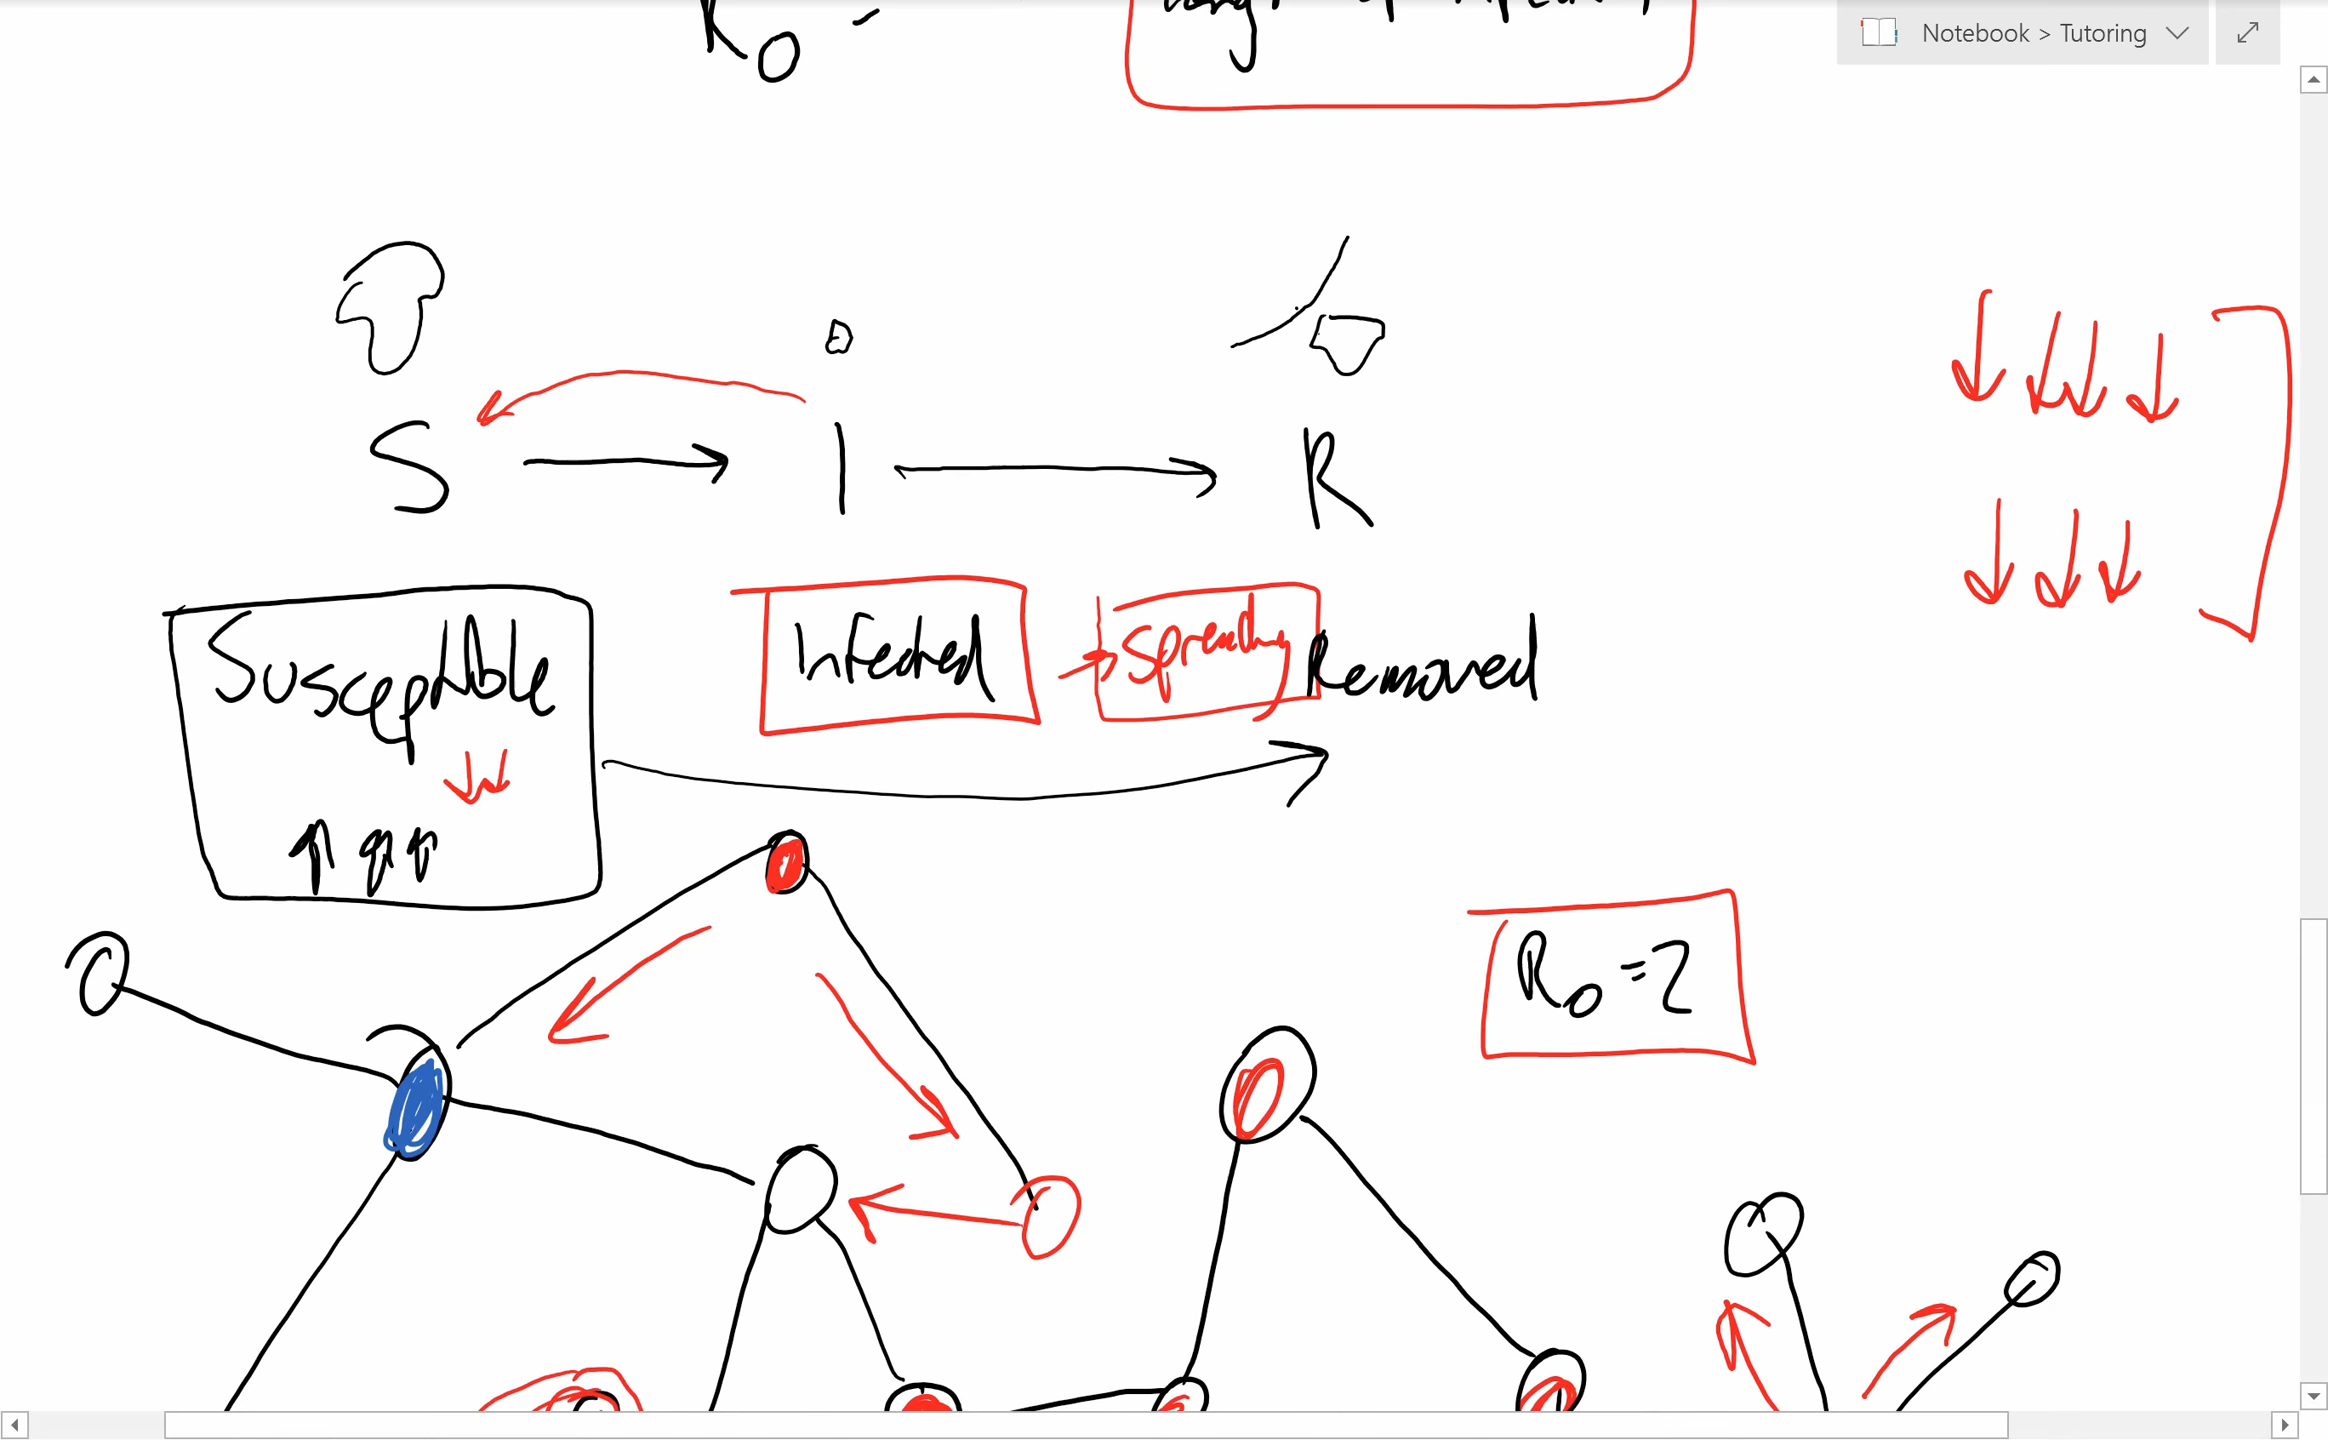 Notebook > Tutoring
R0 =
S → I → R
Susceptible Infected → Spreading Removed
R0 = 2